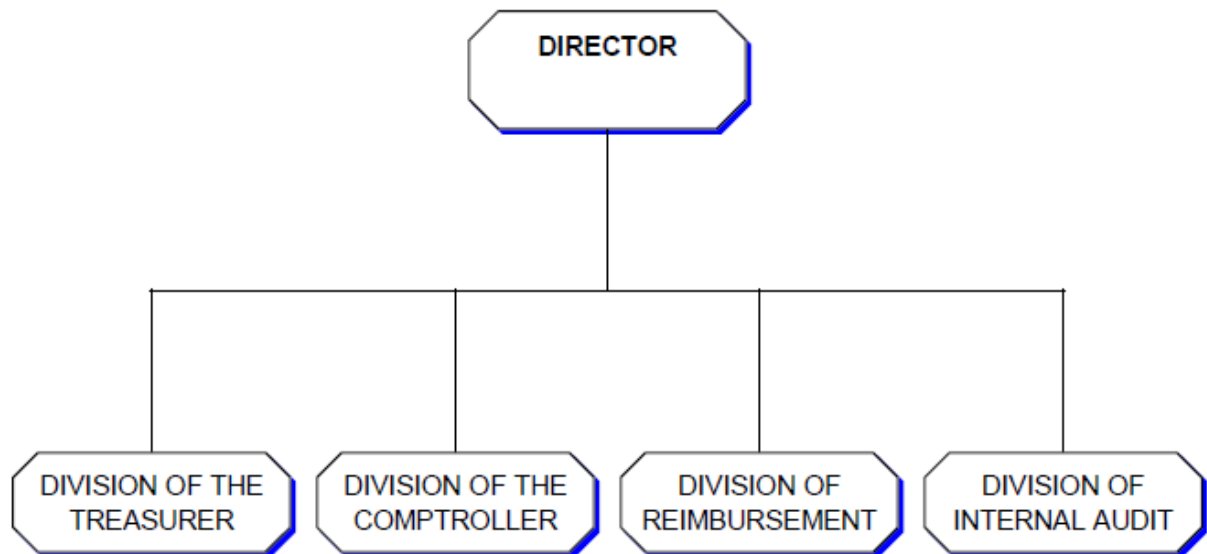 DIRECTOR
DIVISION OF THE
TREASURER
DIVISION OF THE
COMPTROLLER
DIVISION OF
REIMBURSEMENT
DIVISION OF
INTERNAL AUDIT